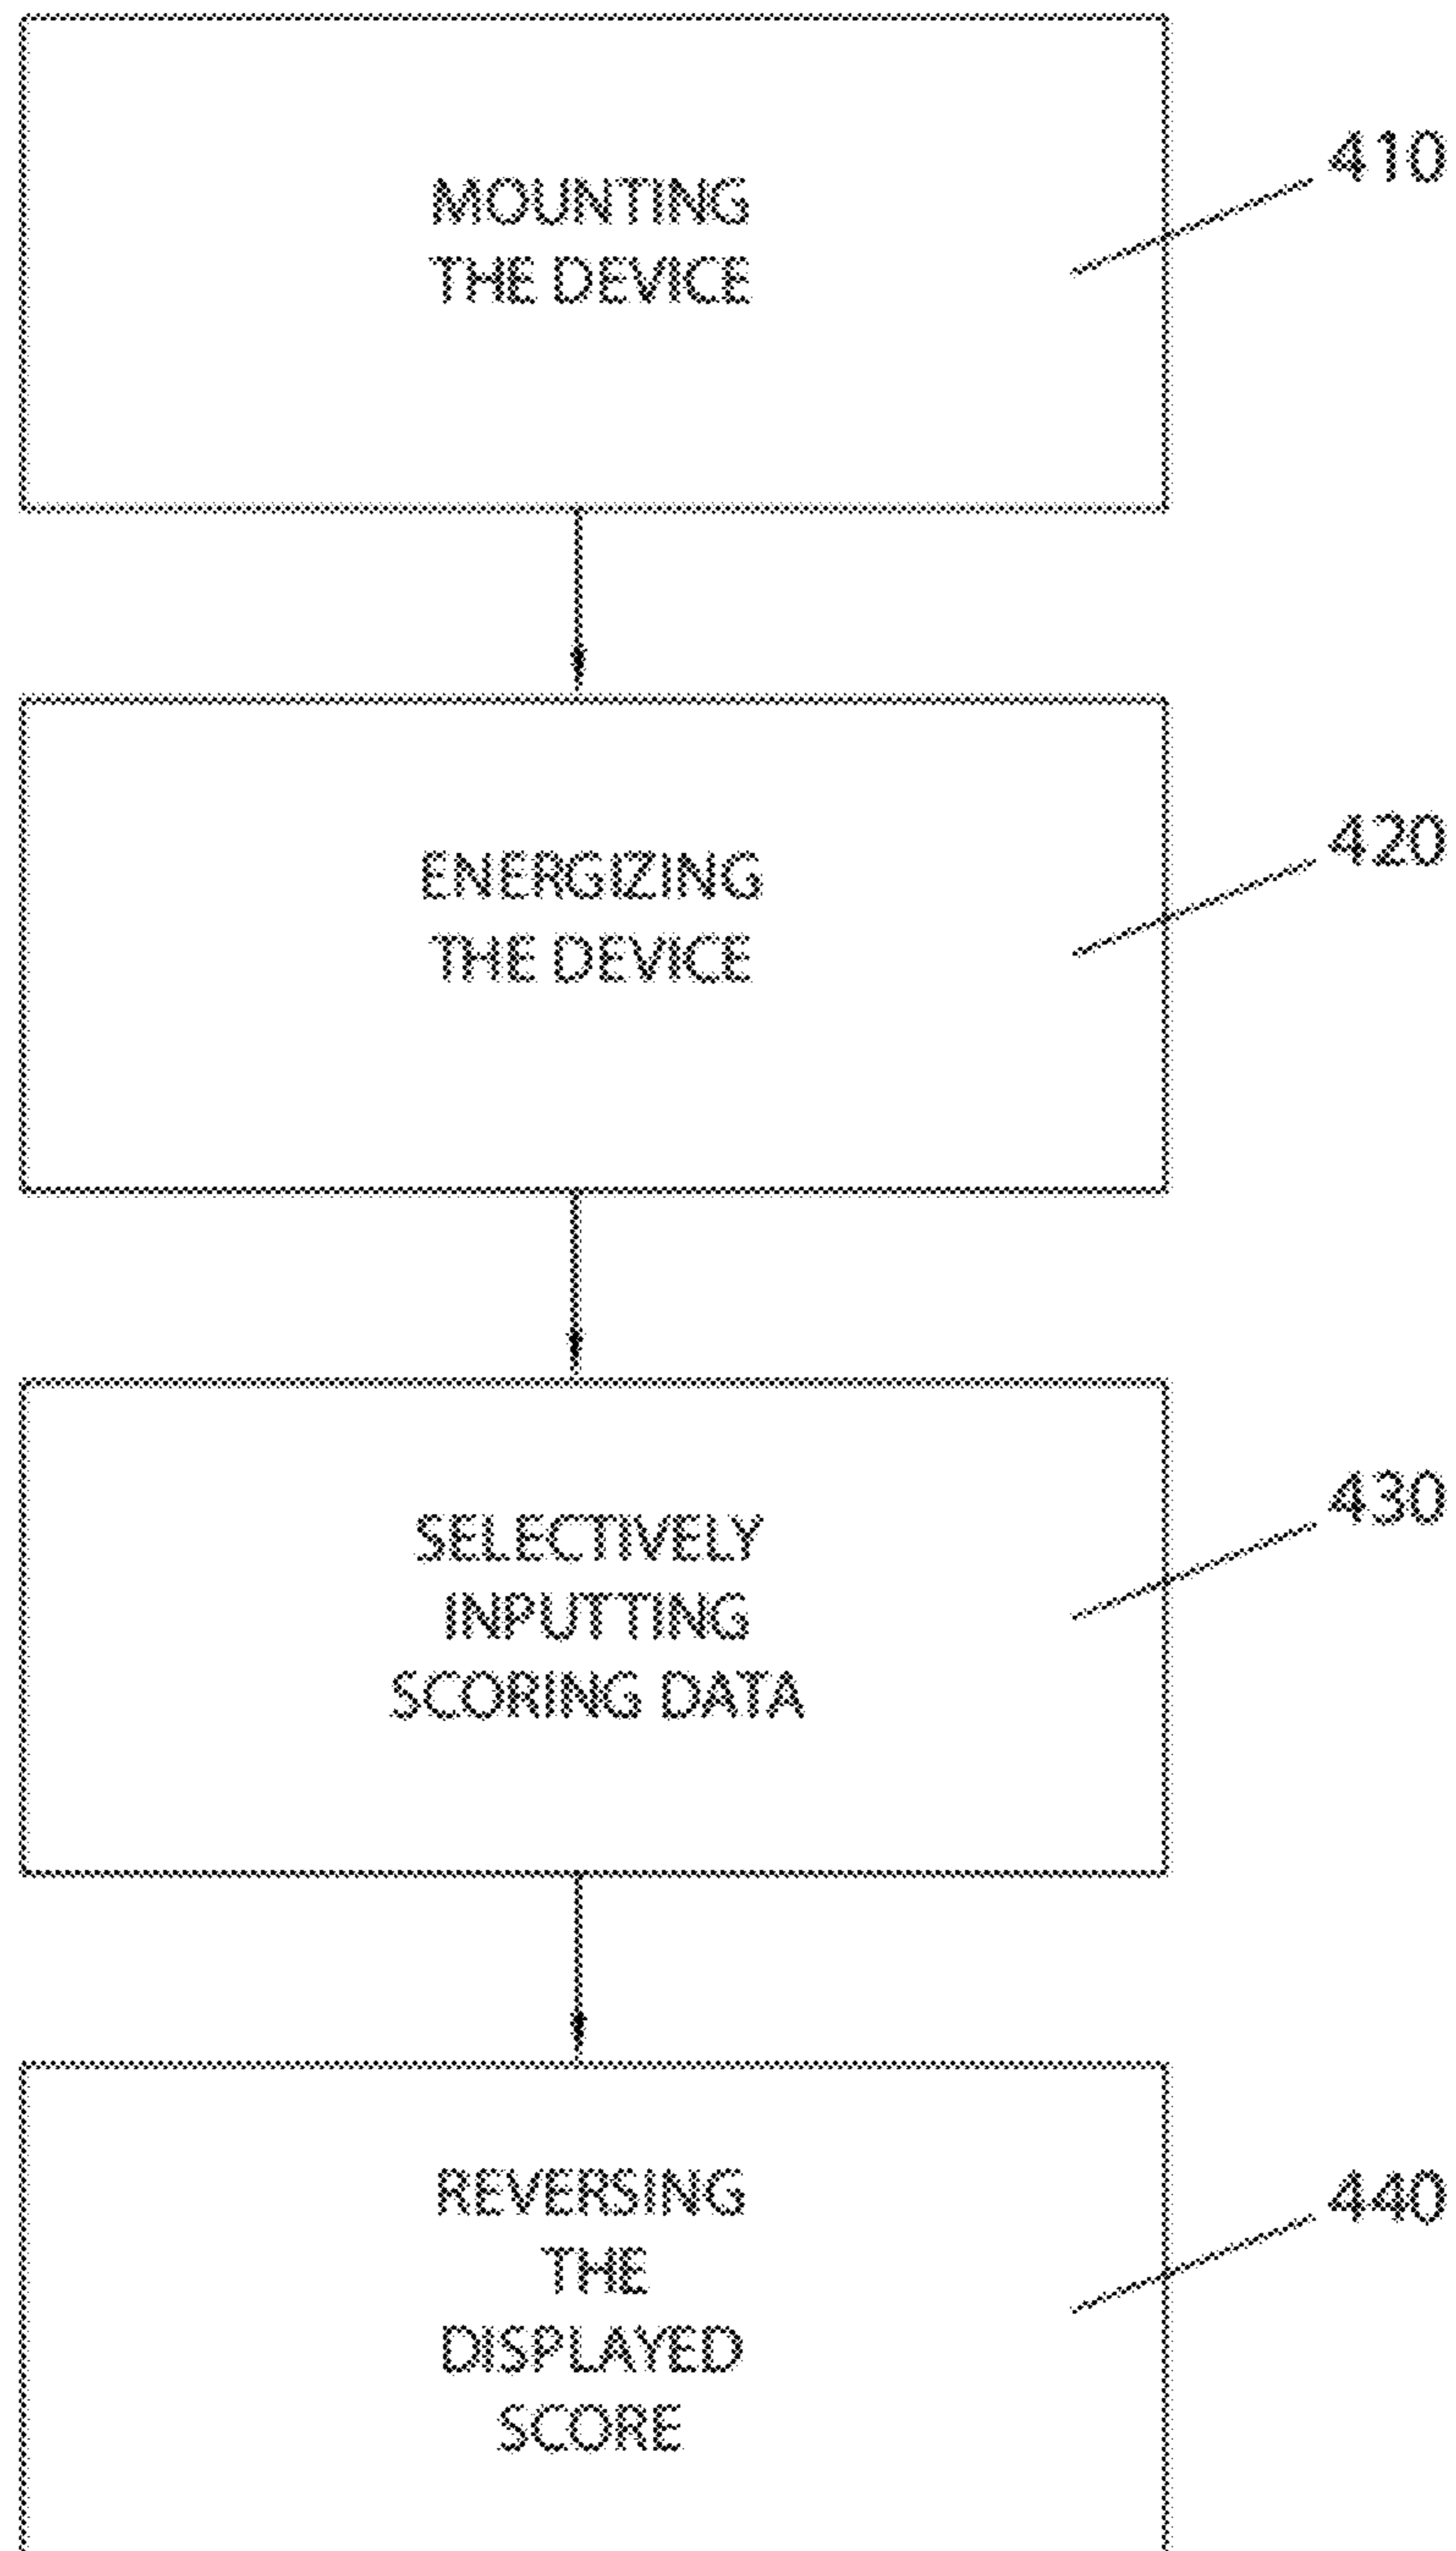 MOUNTING
THE DEVICE
410
ENERGIZING
THE DEVICE
420
SELECTIVELY
INPUTTING
SCORING DATA
430
REVERSING
THE
DISPLAYED
SCORE
440